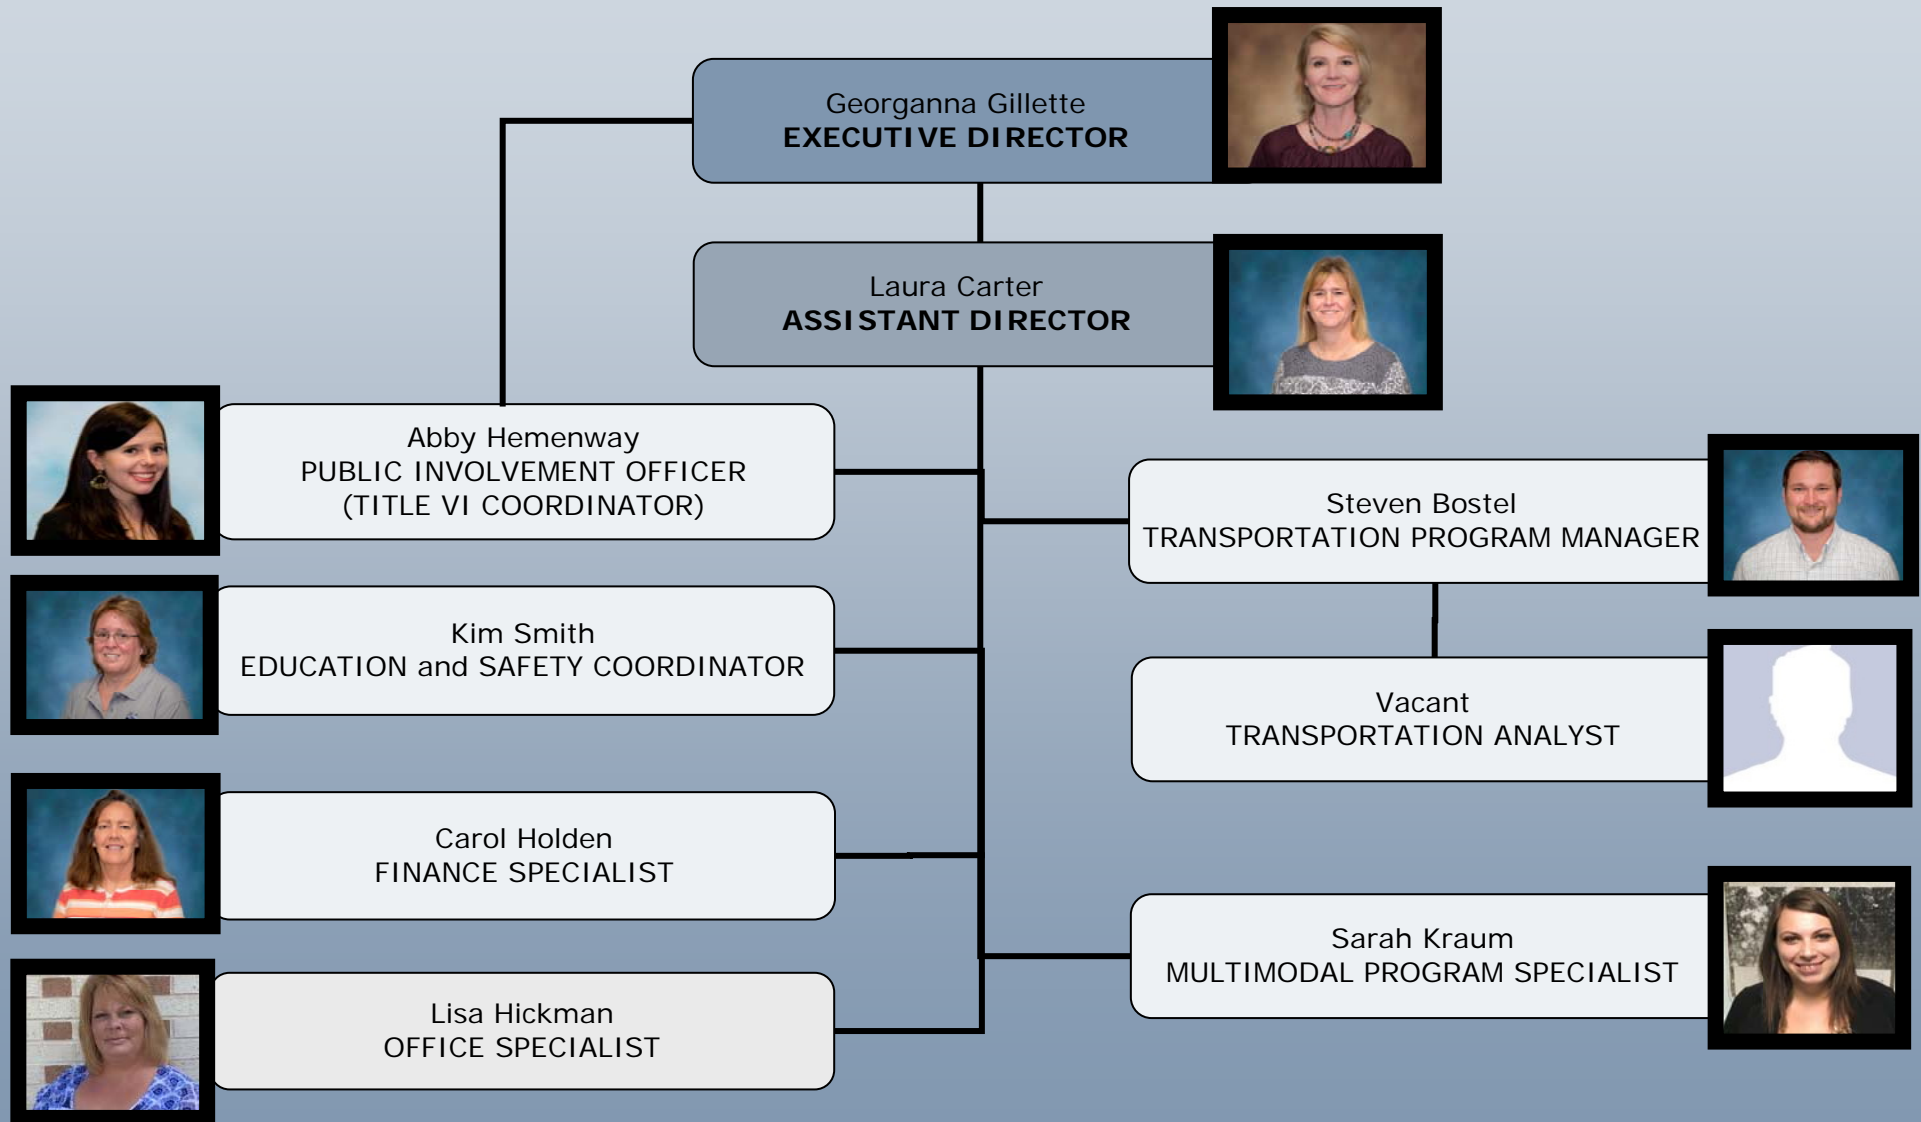 Georganna Gillette
EXECUTIVE DIRECTOR
Laura Carter
ASSISTANT DIRECTOR
Abby Hemenway
PUBLIC INVOLVEMENT OFFICER
(TITLE VI COORDINATOR)
Steven Bostel
TRANSPORTATION PROGRAM MANAGER
Kim Smith
EDUCATION and SAFETY COORDINATOR
Vacant
TRANSPORTATION ANALYST
Carol Holden
FINANCE SPECIALIST
Sarah Kraum
MULTIMODAL PROGRAM SPECIALIST
Lisa Hickman
OFFICE SPECIALIST